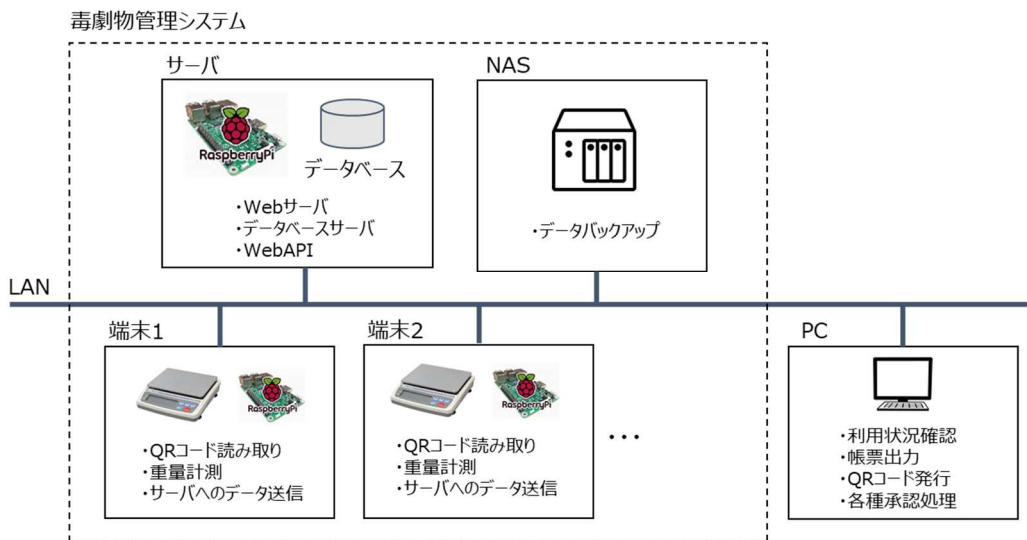 毒劇物管理システム
サーバ
NAS
RaspberryPi
データベース
・Webサーバ
・データベースサーバ
・WebAPI
・データバックアップ
LAN
端末1
端末2
PC
RaspberryPi
RaspberryPi
・QRコード読み取り
・重量計測
・サーバへのデータ送信
・QRコード読み取り
・重量計測
・サーバへのデータ送信
・・・
・利用状況確認
・帳票出力
・QRコード発行
・各種承認処理